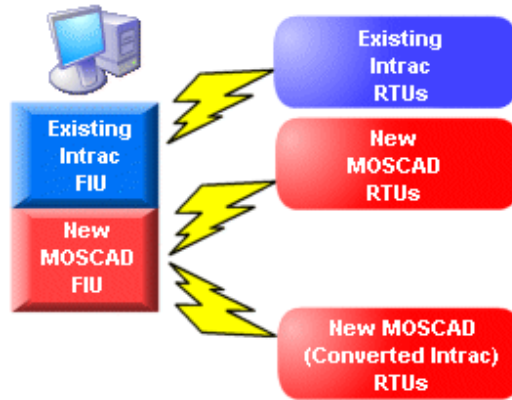 Existing
Intrac
FIU
New
MOSCAD
FIU
Existing
Intrac
RTUs
New
MOSCAD
RTUs
New MOSCAD
(Converted Intrac)
RTUs